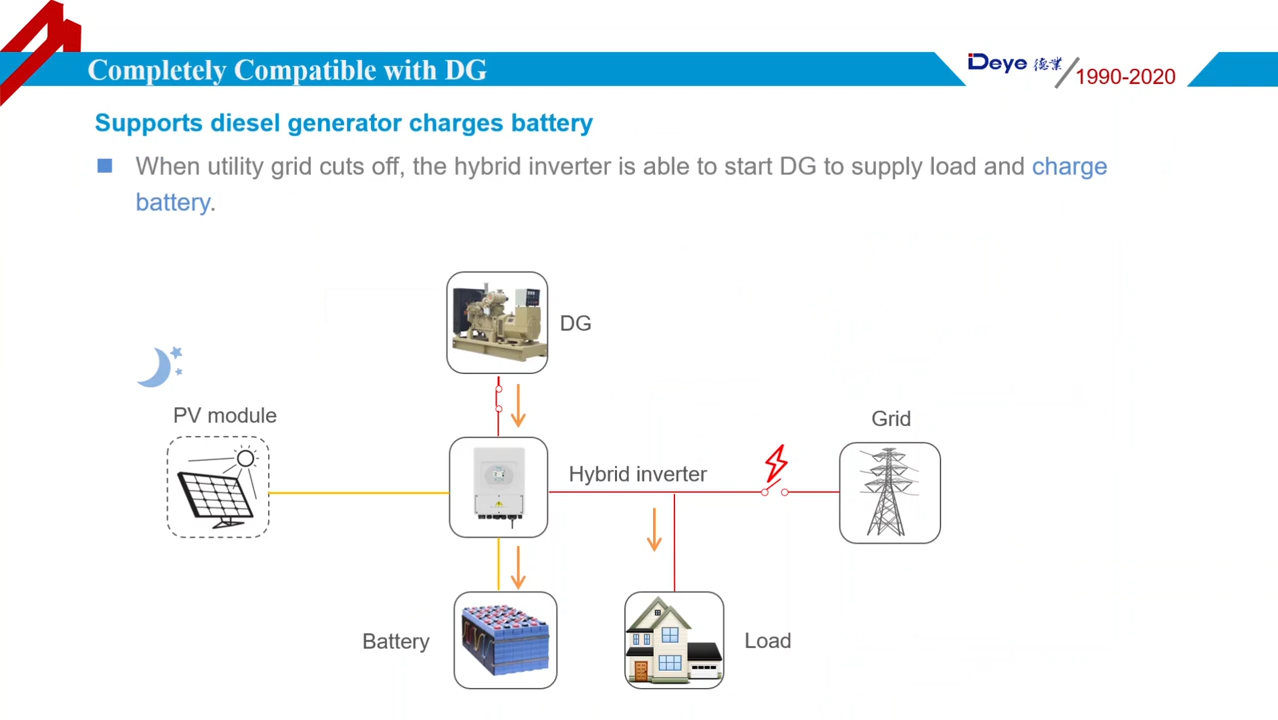 Completely Compatible with DG
Deye 德業
1990-2020
Supports diesel generator charges battery
When utility grid cuts off, the hybrid inverter is able to start DG to supply load and charge
battery.
DG
PV module
Grid
Hybrid inverter
Battery
Load